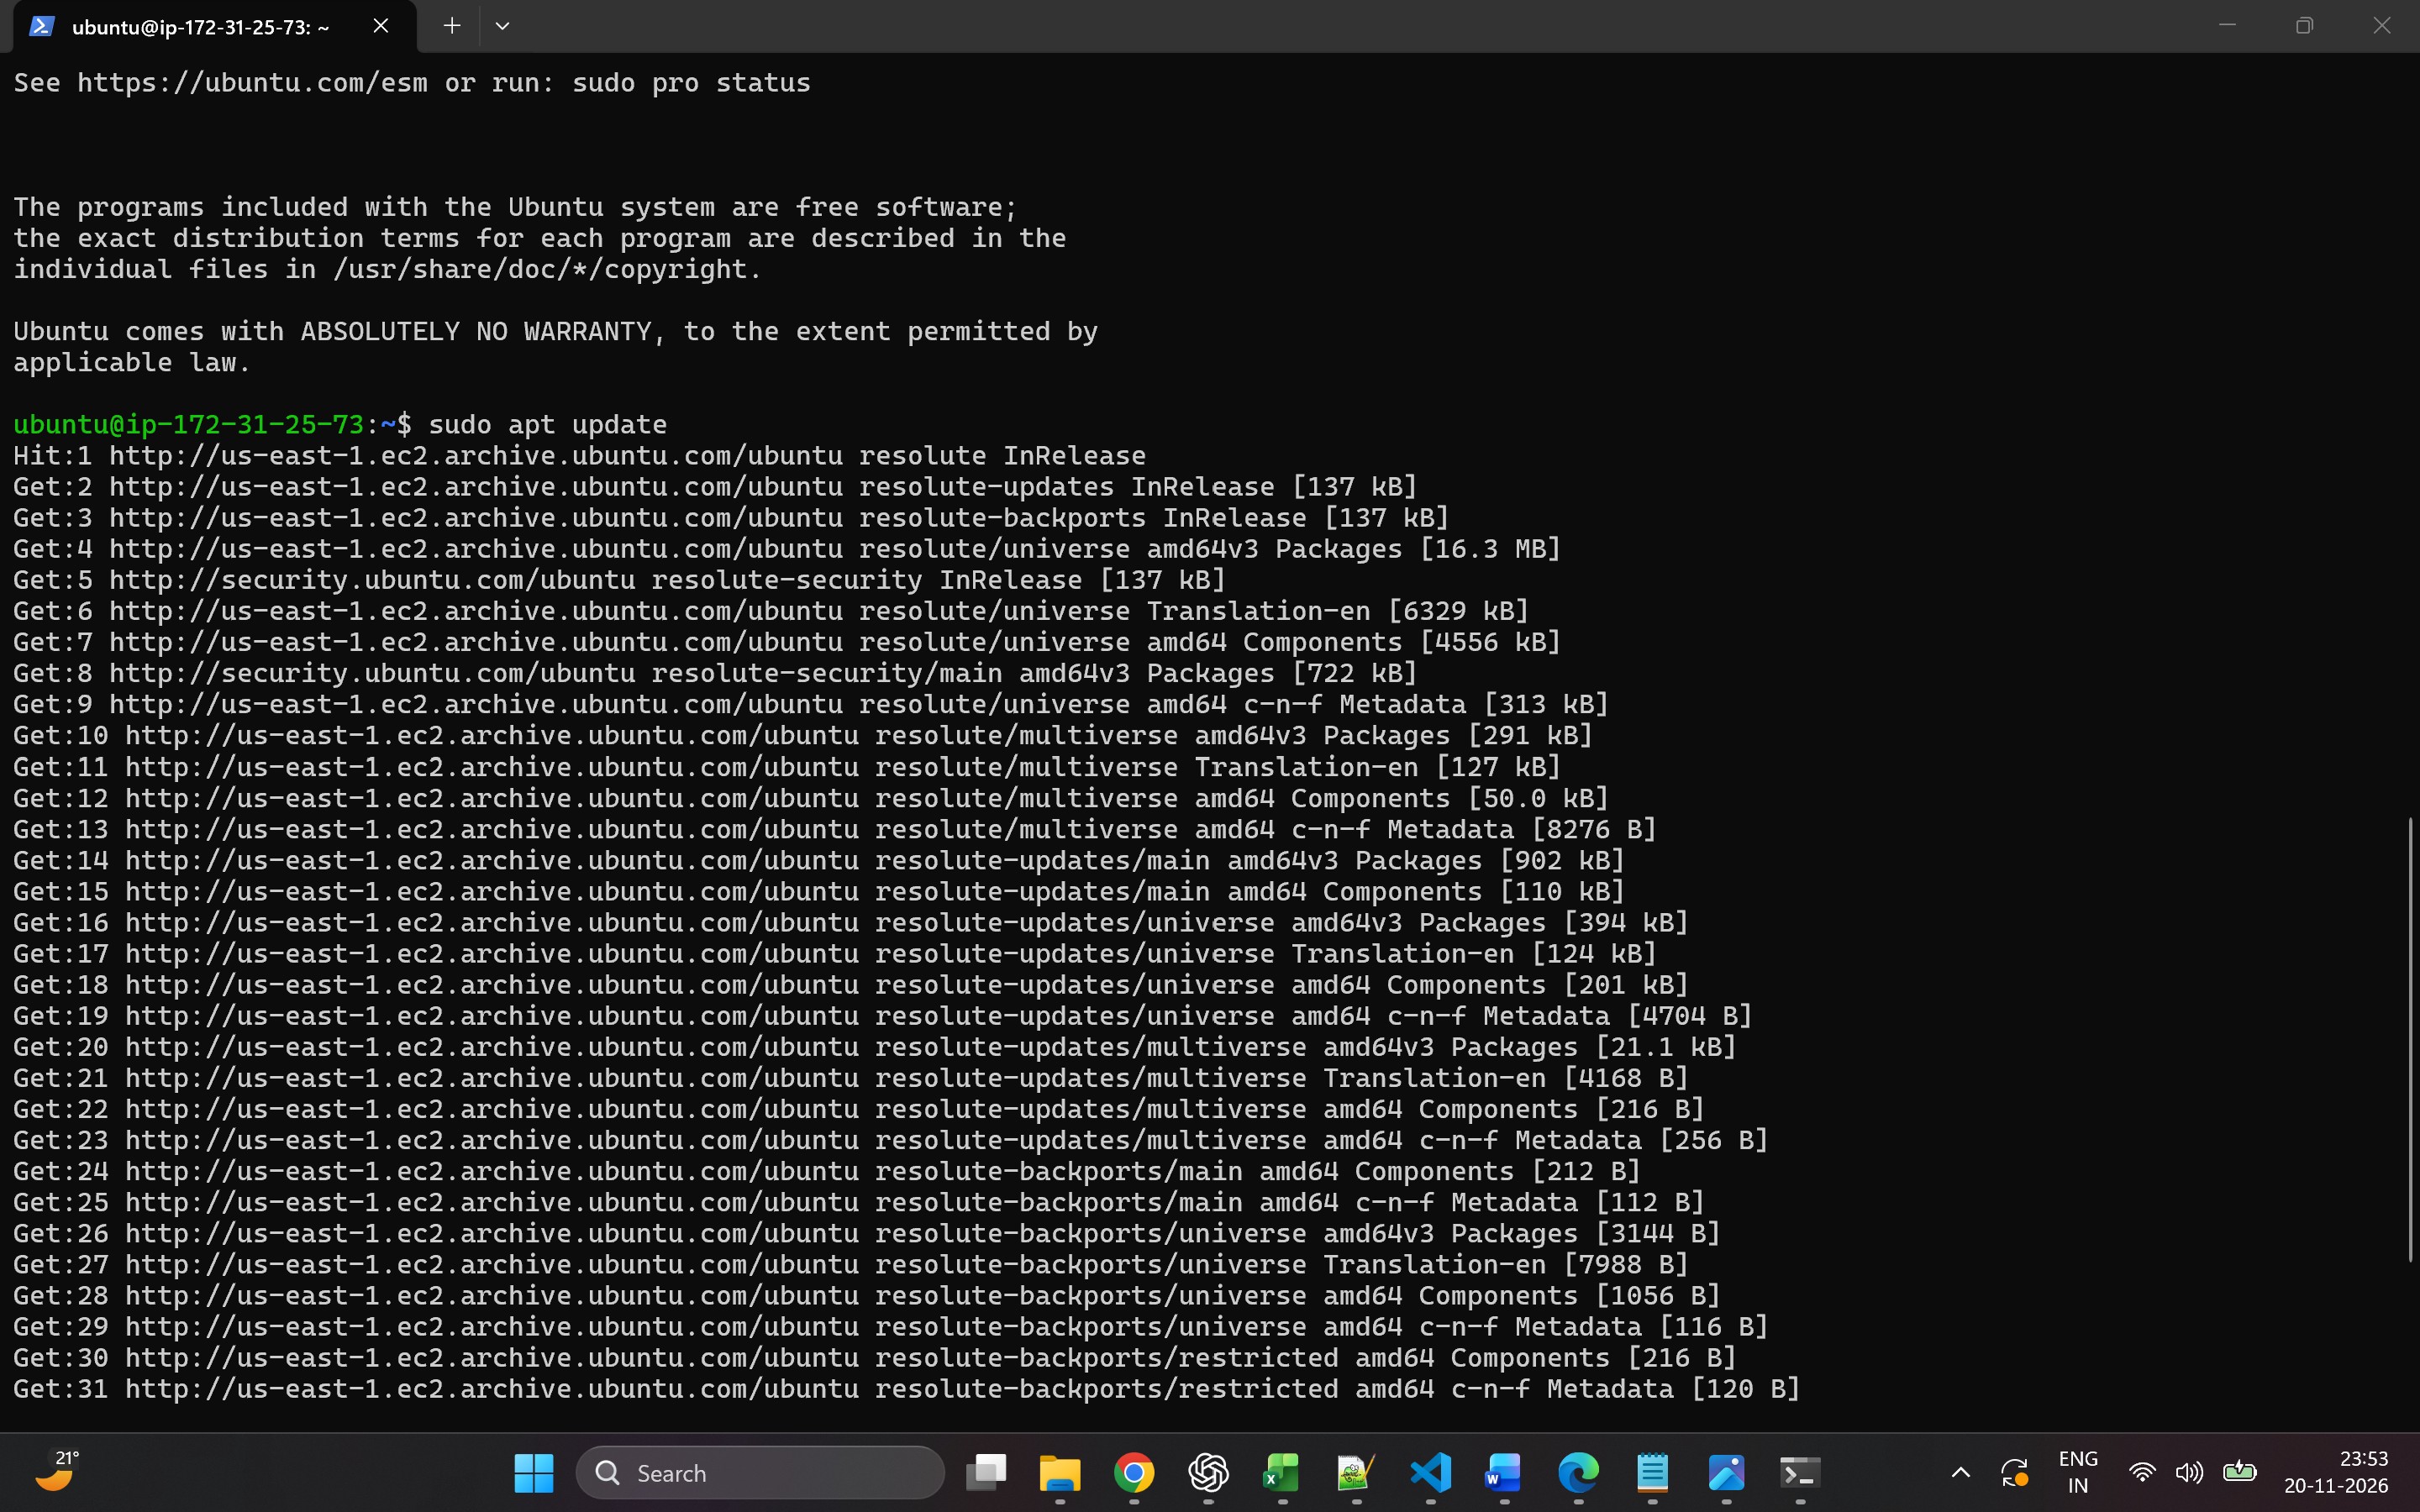 ubuntu@ip-172-31-25-73: ~
See https://ubuntu.com/esm or run: sudo pro status
The programs included with the Ubuntu system are free software;
the exact distribution terms for each program are described in the
individual files in /usr/share/doc/*/copyright.
Ubuntu comes with ABSOLUTELY NO WARRANTY, to the extent permitted by
applicable law.
ubuntu@ip-172-31-25-73:~$ sudo apt update
Hit:1 http://us-east-1.ec2.archive.ubuntu.com/ubuntu resolute InRelease
Get:2 http://us-east-1.ec2.archive.ubuntu.com/ubuntu resolute-updates InRelease [137 kB]
Get:3 http://us-east-1.ec2.archive.ubuntu.com/ubuntu resolute-backports InRelease [137 kB]
Get:4 http://us-east-1.ec2.archive.ubuntu.com/ubuntu resolute/universe amd64v3 Packages [16.3 MB]
Get:5 http://security.ubuntu.com/ubuntu resolute-security InRelease [137 kB]
Get:6 http://us-east-1.ec2.archive.ubuntu.com/ubuntu resolute/universe Translation-en [6329 kB]
Get:7 http://us-east-1.ec2.archive.ubuntu.com/ubuntu resolute/universe amd64 Components [4556 kB]
Get:8 http://security.ubuntu.com/ubuntu resolute-security/main amd64v3 Packages [722 kB]
Get:9 http://us-east-1.ec2.archive.ubuntu.com/ubuntu resolute/universe amd64 c-n-f Metadata [313 kB]
Get:10 http://us-east-1.ec2.archive.ubuntu.com/ubuntu resolute/multiverse amd64v3 Packages [291 kB]
Get:11 http://us-east-1.ec2.archive.ubuntu.com/ubuntu resolute/multiverse Translation-en [127 kB]
Get:12 http://us-east-1.ec2.archive.ubuntu.com/ubuntu resolute/multiverse amd64 Components [50.0 kB]
Get:13 http://us-east-1.ec2.archive.ubuntu.com/ubuntu resolute/multiverse amd64 c-n-f Metadata [8276 B]
Get:14 http://us-east-1.ec2.archive.ubuntu.com/ubuntu resolute-updates/main amd64v3 Packages [902 kB]
Get:15 http://us-east-1.ec2.archive.ubuntu.com/ubuntu resolute-updates/main amd64 Components [110 kB]
Get:16 http://us-east-1.ec2.archive.ubuntu.com/ubuntu resolute-updates/universe amd64v3 Packages [394 kB]
Get:17 http://us-east-1.ec2.archive.ubuntu.com/ubuntu resolute-updates/universe Translation-en [124 kB]
Get:18 http://us-east-1.ec2.archive.ubuntu.com/ubuntu resolute-updates/universe amd64 Components [201 kB]
Get:19 http://us-east-1.ec2.archive.ubuntu.com/ubuntu resolute-updates/universe amd64 c-n-f Metadata [4704 B]
Get:20 http://us-east-1.ec2.archive.ubuntu.com/ubuntu resolute-updates/multiverse amd64v3 Packages [21.1 kB]
Get:21 http://us-east-1.ec2.archive.ubuntu.com/ubuntu resolute-updates/multiverse Translation-en [4168 B]
Get:22 http://us-east-1.ec2.archive.ubuntu.com/ubuntu resolute-updates/multiverse amd64 Components [216 B]
Get:23 http://us-east-1.ec2.archive.ubuntu.com/ubuntu resolute-updates/multiverse amd64 c-n-f Metadata [256 B]
Get:24 http://us-east-1.ec2.archive.ubuntu.com/ubuntu resolute-backports/main amd64 Components [212 B]
Get:25 http://us-east-1.ec2.archive.ubuntu.com/ubuntu resolute-backports/main amd64 c-n-f Metadata [112 B]
Get:26 http://us-east-1.ec2.archive.ubuntu.com/ubuntu resolute-backports/universe amd64v3 Packages [3144 B]
Get:27 http://us-east-1.ec2.archive.ubuntu.com/ubuntu resolute-backports/universe Translation-en [7988 B]
Get:28 http://us-east-1.ec2.archive.ubuntu.com/ubuntu resolute-backports/universe amd64 Components [1056 B]
Get:29 http://us-east-1.ec2.archive.ubuntu.com/ubuntu resolute-backports/universe amd64 c-n-f Metadata [116 B]
Get:30 http://us-east-1.ec2.archive.ubuntu.com/ubuntu resolute-backports/restricted amd64 Components [216 B]
Get:31 http://us-east-1.ec2.archive.ubuntu.com/ubuntu resolute-backports/restricted amd64 c-n-f Metadata [120 B]
21°
Search
ENG
IN
23:53
20-11-2026